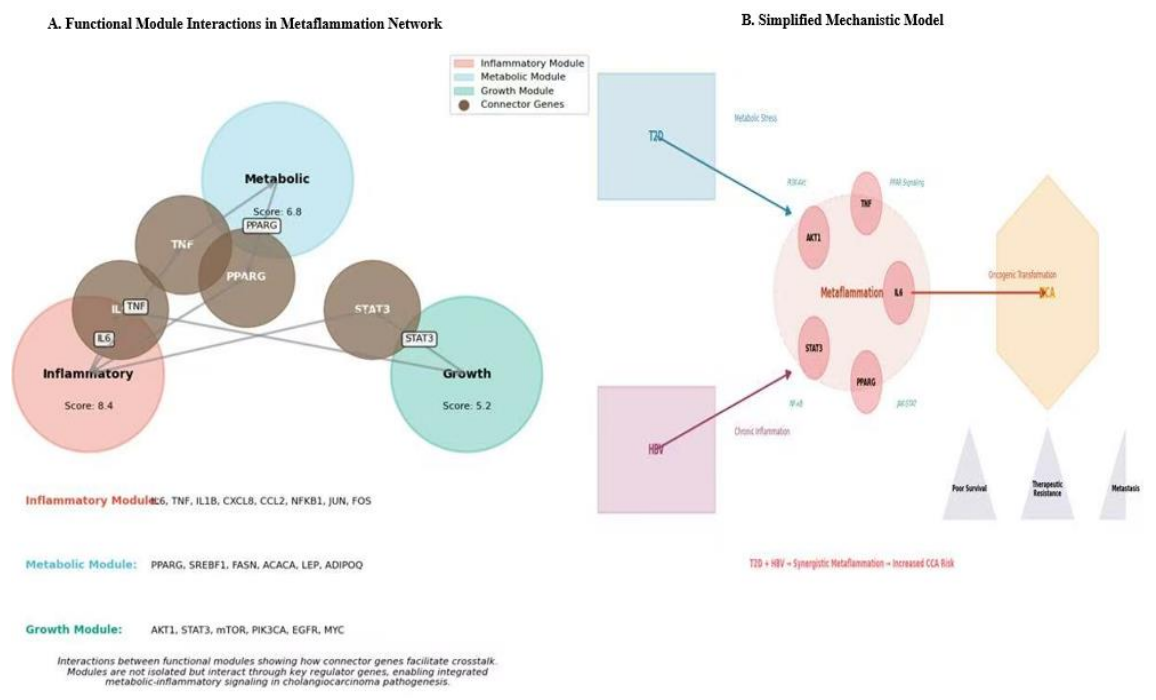 A. Functional Module Interactions in Metaflammation Network
Inflammatory Module
Metabolic Module
Growth Module
Connector Genes
Metabolic
Score: 6.8
PPARG
TNF
PPARG
TNF
IL6
STAT3
STAT3
Inflammatory
Score: 8.4
Growth
Score: 5.2
Inflammatory Module: IL6, TNF, IL1B, CXCL8, CCL2, NFKB1, JUN, FOS
Metabolic Module: PPARG, SREBF1, FASN, ACACA, LEP, ADIPOQ
Growth Module: AKT1, STAT3, mTOR, PIK3CA, EGFR, MYC
Interactions between functional modules showing how connector genes facilitate crosstalk.
Modules are not isolated but interact through key regulator genes, enabling integrated
metabolic-inflammatory signaling in cholangiocarcinoma pathogenesis.
B. Simplified Mechanistic Model
T2D
Metabolic Stress
PI3K-Akt
PPAR Signaling
TNF
AKT1
Metaflammation
IL6
Oncogenic Transformation
CCA
STAT3
PPARG
NF-κB
JAK-STAT
HBV
Chronic Inflammation
Poor Survival
Therapeutic
Resistance
Metastasis
T2D + HBV → Synergistic Metaflammation → Increased CCA Risk